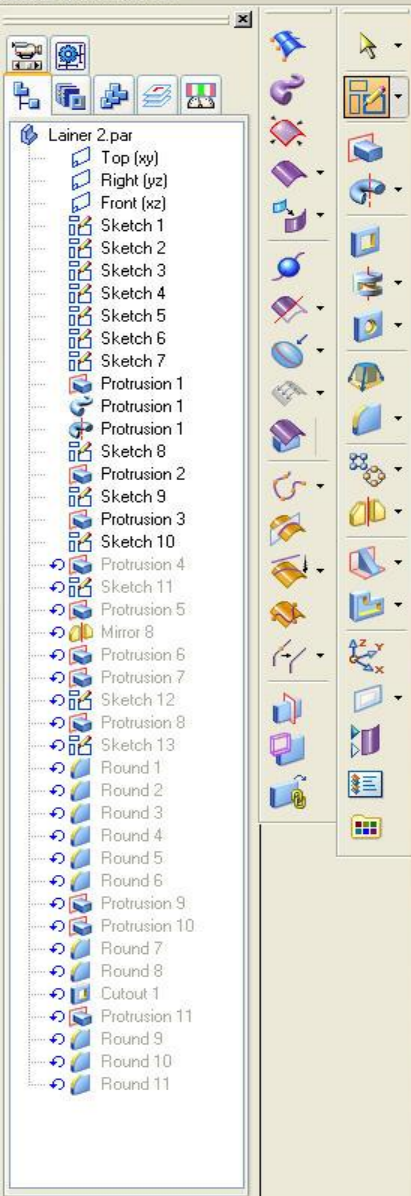 Lainer 2.par
Top (xy)
Right (yz)
Front (xz)
Sketch 1
Sketch 2
Sketch 3
Sketch 4
Sketch 5
Sketch 6
Sketch 7
Protrusion 1
Protrusion 1
Protrusion 1
Sketch 8
Protrusion 2
Sketch 9
Protrusion 3
Sketch 10
Protrusion 4
Sketch 11
Protrusion 5
Mirror 8
Protrusion 6
Protrusion 7
Sketch 12
Protrusion 8
Sketch 13
Round 1
Round 2
Round 3
Round 4
Round 5
Round 6
Protrusion 9
Protrusion 10
Round 7
Round 8
Cutout 1
Protrusion 11
Round 9
Round 10
Round 11